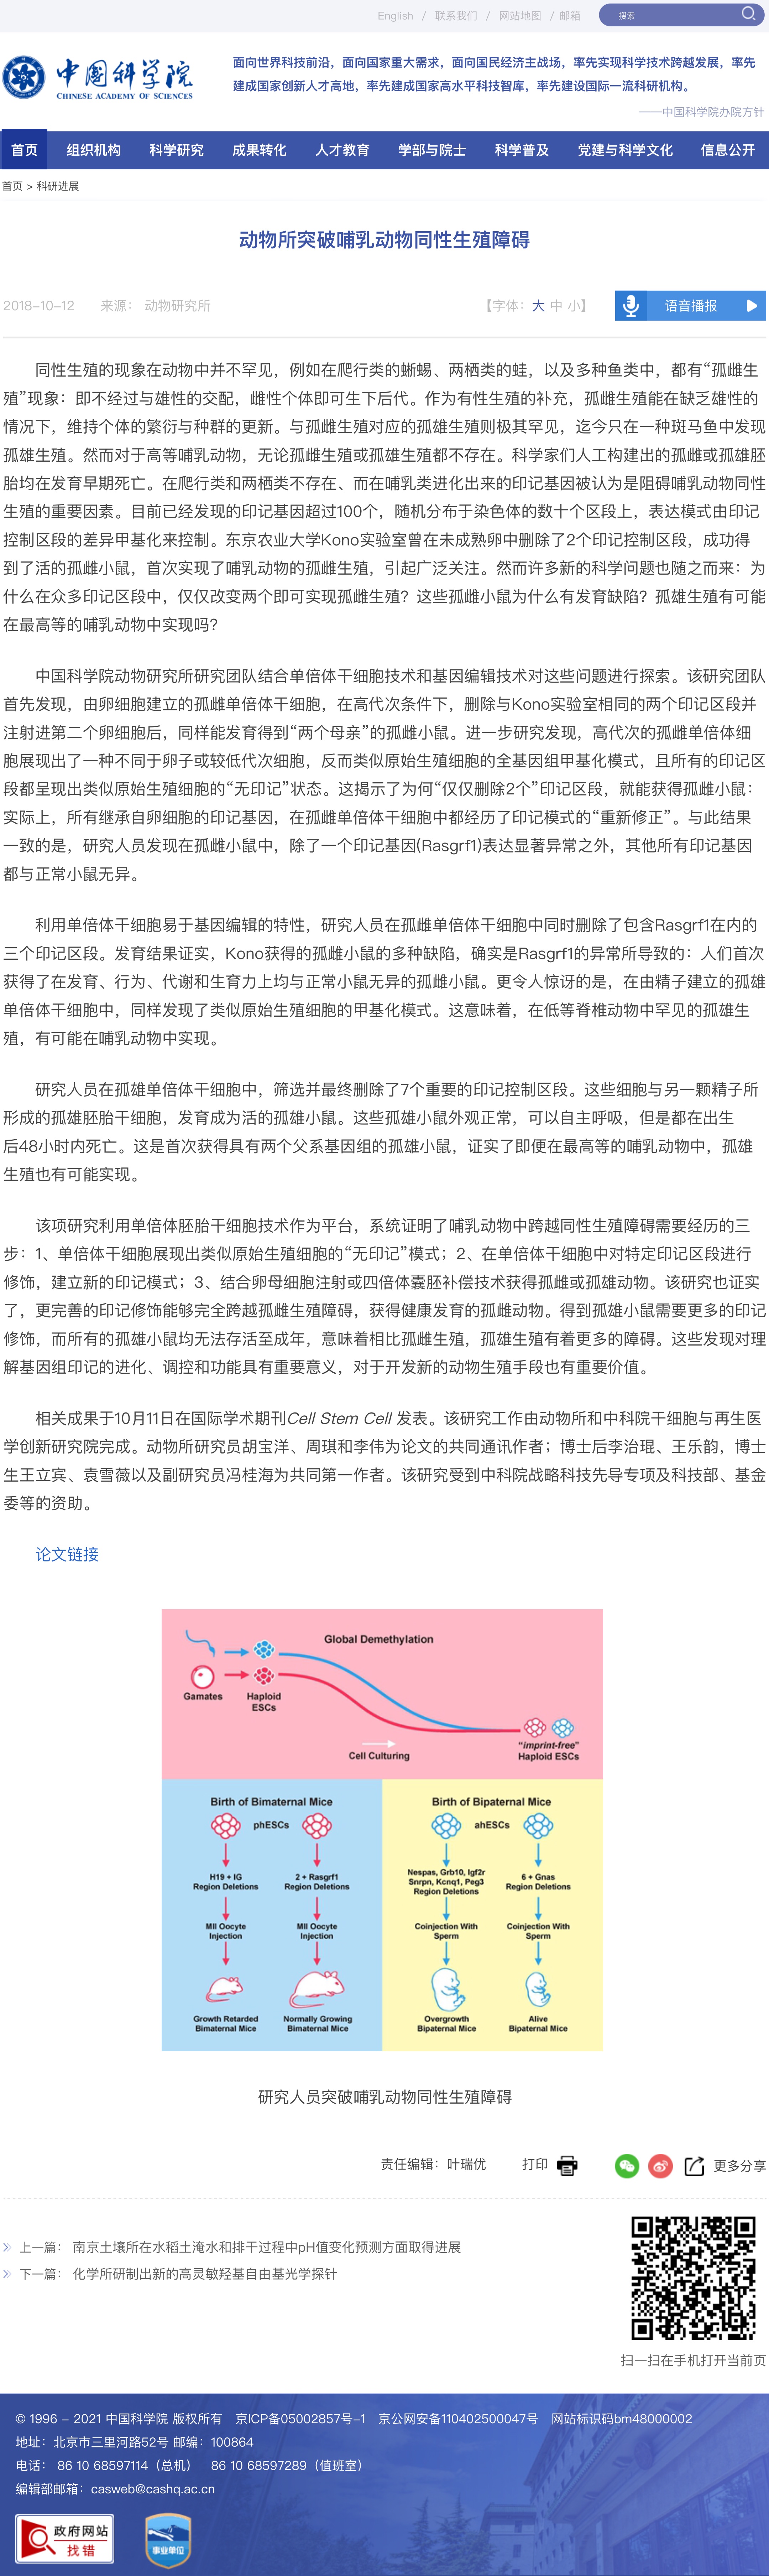 English / 联系我们 / 网站地图 / 邮箱 搜索
中国科学院
CHINESE ACADEMY OF SCIENCES
面向世界科技前沿，面向国家重大需求，面向国民经济主战场，率先实现科学技术跨越发展，率先
建成国家创新人才高地，率先建成国家高水平科技智库，率先建设国际一流科研机构。
——中国科学院办院方针
首页 组织机构 科学研究 成果转化 人才教育 学部与院士 科学普及 党建与科学文化 信息公开
首页 > 科研进展
动物所突破哺乳动物同性生殖障碍
2018-10-12 来源： 动物研究所 【字体：大 中 小】 语音播报
同性生殖的现象在动物中并不罕见，例如在爬行类的蜥蜴、两栖类的蛙，以及多种鱼类中，都有“孤雌生
殖”现象：即不经过与雄性的交配，雌性个体即可生下后代。作为有性生殖的补充，孤雌生殖能在缺乏雄性的
情况下，维持个体的繁衍与种群的更新。与孤雌生殖对应的孤雄生殖则极其罕见，迄今只在一种斑马鱼中发现
孤雄生殖。然而对于高等哺乳动物，无论孤雌生殖或孤雄生殖都不存在。科学家们人工构建出的孤雌或孤雄胚
胎均在发育早期死亡。在爬行类和两栖类不存在、而在哺乳类进化出来的印记基因被认为是阻碍哺乳动物同性
生殖的重要因素。目前已经发现的印记基因超过100个，随机分布于染色体的数十个区段上，表达模式由印记
控制区段的差异甲基化来控制。东京农业大学Kono实验室曾在未成熟卵中删除了2个印记控制区段，成功得
到了活的孤雌小鼠，首次实现了哺乳动物的孤雌生殖，引起广泛关注。然而许多新的科学问题也随之而来：为
什么在众多印记区段中，仅仅改变两个即可实现孤雌生殖？这些孤雌小鼠为什么有发育缺陷？孤雄生殖有可能
在最高等的哺乳动物中实现吗？
中国科学院动物研究所研究团队结合单倍体干细胞技术和基因编辑技术对这些问题进行探索。该研究团队
首先发现，由卵细胞建立的孤雌单倍体干细胞，在高代次条件下，删除与Kono实验室相同的两个印记区段并
注射进第二个卵细胞后，同样能发育得到“两个母亲”的孤雌小鼠。进一步研究发现，高代次的孤雌单倍体细
胞展现出了一种不同于卵子或较低代次细胞，反而类似原始生殖细胞的全基因组甲基化模式，且所有的印记区
段都呈现出类似原始生殖细胞的“无印记”状态。这揭示了为何“仅仅删除2个”印记区段，就能获得孤雌小鼠：
实际上，所有继承自卵细胞的印记基因，在孤雌单倍体干细胞中都经历了印记模式的“重新修正”。与此结果
一致的是，研究人员发现在孤雌小鼠中，除了一个印记基因(Rasgrf1)表达显著异常之外，其他所有印记基因
都与正常小鼠无异。
利用单倍体干细胞易于基因编辑的特性，研究人员在孤雌单倍体干细胞中同时删除了包含Rasgrf1在内的
三个印记区段。发育结果证实，Kono获得的孤雌小鼠的多种缺陷，确实是Rasgrf1的异常所导致的：人们首次
获得了在发育、行为、代谢和生育力上均与正常小鼠无异的孤雌小鼠。更令人惊讶的是，在由精子建立的孤雄
单倍体干细胞中，同样发现了类似原始生殖细胞的甲基化模式。这意味着，在低等脊椎动物中罕见的孤雄生
殖，有可能在哺乳动物中实现。
研究人员在孤雄单倍体干细胞中，筛选并最终删除了7个重要的印记控制区段。这些细胞与另一颗精子所
形成的孤雄胚胎干细胞，发育成为活的孤雄小鼠。这些孤雄小鼠外观正常，可以自主呼吸，但是都在出生
后48小时内死亡。这是首次获得具有两个父系基因组的孤雄小鼠，证实了即便在最高等的哺乳动物中，孤雄
生殖也有可能实现。
该项研究利用单倍体胚胎干细胞技术作为平台，系统证明了哺乳动物中跨越同性生殖障碍需要经历的三
步：1、单倍体干细胞展现出类似原始生殖细胞的“无印记”模式；2、在单倍体干细胞中对特定印记区段进行
修饰，建立新的印记模式；3、结合卵母细胞注射或四倍体囊胚补偿技术获得孤雌或孤雄动物。该研究也证实
了，更完善的印记修饰能够完全跨越孤雌生殖障碍，获得健康发育的孤雌动物。得到孤雄小鼠需要更多的印记
修饰，而所有的孤雄小鼠均无法存活至成年，意味着相比孤雌生殖，孤雄生殖有着更多的障碍。这些发现对理
解基因组印记的进化、调控和功能具有重要意义，对于开发新的动物生殖手段也有重要价值。
相关成果于10月11日在国际学术期刊Cell Stem Cell 发表。该研究工作由动物所和中科院干细胞与再生医
学创新研究院完成。动物所研究员胡宝洋、周琪和李伟为论文的共同通讯作者；博士后李治琨、王乐韵，博士
生王立宾、袁雪薇以及副研究员冯桂海为共同第一作者。该研究受到中科院战略科技先导专项及科技部、基金
委等的资助。
论文链接
Global Demethylation
Gamates Haploid
ESCs
Cell Culturing
“imprint-free”
Haploid ESCs
Birth of Bimaternal Mice
phESCs
H19 + IG
Region Deletions
2 + Rasgrf1
Region Deletions
MII Oocyte
Injection
MII Oocyte
Injection
Growth Retarded
Bimaternal Mice
Normally Growing
Bimaternal Mice
Birth of Bipaternal Mice
ahESCs
Nespas, Grb10, Igf2r
Snrpn, Kcnq1, Peg3
Region Deletions
6 + Gnas
Region Deletions
Coinjection With
Sperm
Coinjection With
Sperm
Overgrowth
Bipaternal Mice
Alive
Bipaternal Mice
研究人员突破哺乳动物同性生殖障碍
责任编辑：叶瑞优 打印 更多分享
上一篇： 南京土壤所在水稻土淹水和排干过程中pH值变化预测方面取得进展
下一篇： 化学所研制出新的高灵敏羟基自由基光学探针
扫一扫在手机打开当前页
© 1996 - 2021 中国科学院 版权所有 京ICP备05002857号-1 京公网安备110402500047号 网站标识码bm48000002
地址：北京市三里河路52号 邮编：100864
电话： 86 10 68597114（总机） 86 10 68597289（值班室）
编辑部邮箱：casweb@cashq.ac.cn
政府网站
找错
事业单位